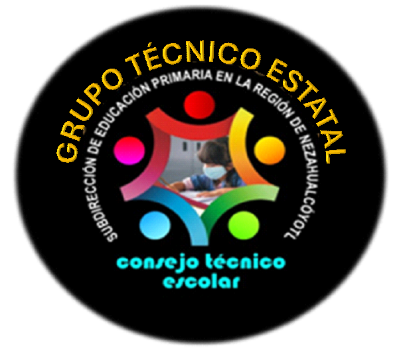 GRUPO TÉCNICO ESTATAL
SUBDIRECCIÓN DE EDUCACIÓN PRIMARIA EN LA REGIÓN DE NEZAHUALCÓYOTL
consejo técnico
escolar